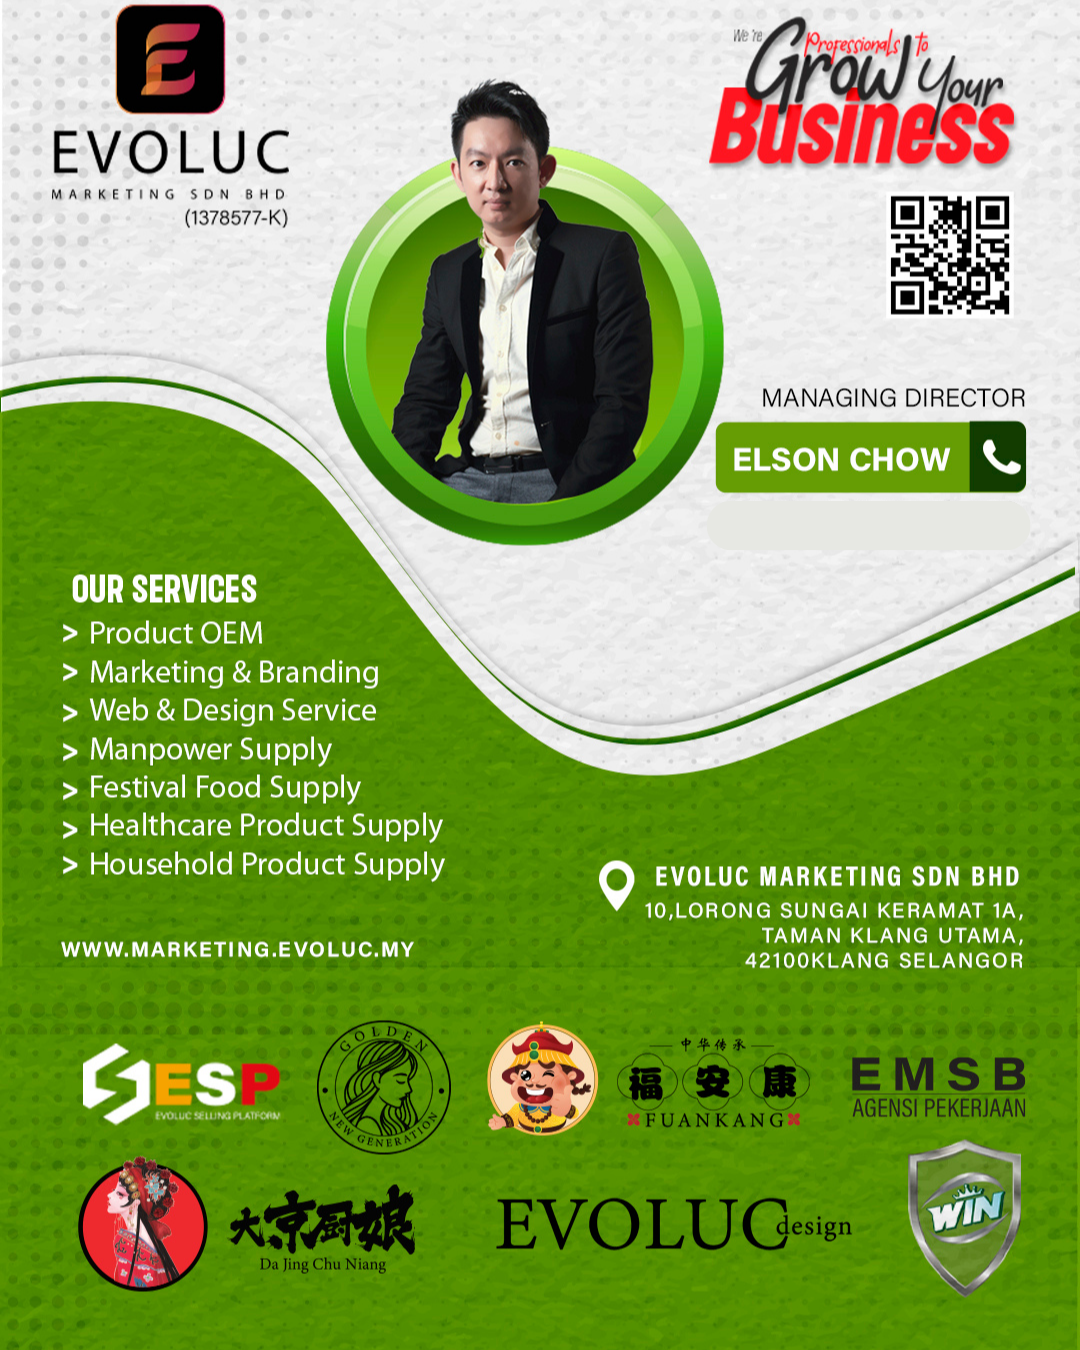 EVOLUC
MARKETING SDN BHD
(1378577-K)
We're Professionals to
Grow Your
Business
MANAGING DIRECTOR
ELSON CHOW
OUR SERVICES
> Product OEM
> Marketing & Branding
> Web & Design Service
> Manpower Supply
> Festival Food Supply
> Healthcare Product Supply
> Household Product Supply
WWW.MARKETING.EVOLUC.MY
EVOLUC MARKETING SDN BHD
10,LORONG SUNGAI KERAMAT 1A,
TAMAN KLANG UTAMA,
42100KLANG SELANGOR
ESP
EVOLUC SELLING PLATFORM
GOLDEN
NEW GENERATION
中华传承
福安康
FUANKANG
EMSB
AGENSI PEKERJAAN
大京厨娘
Da Jing Chu Niang
EVOLUC design
WIN